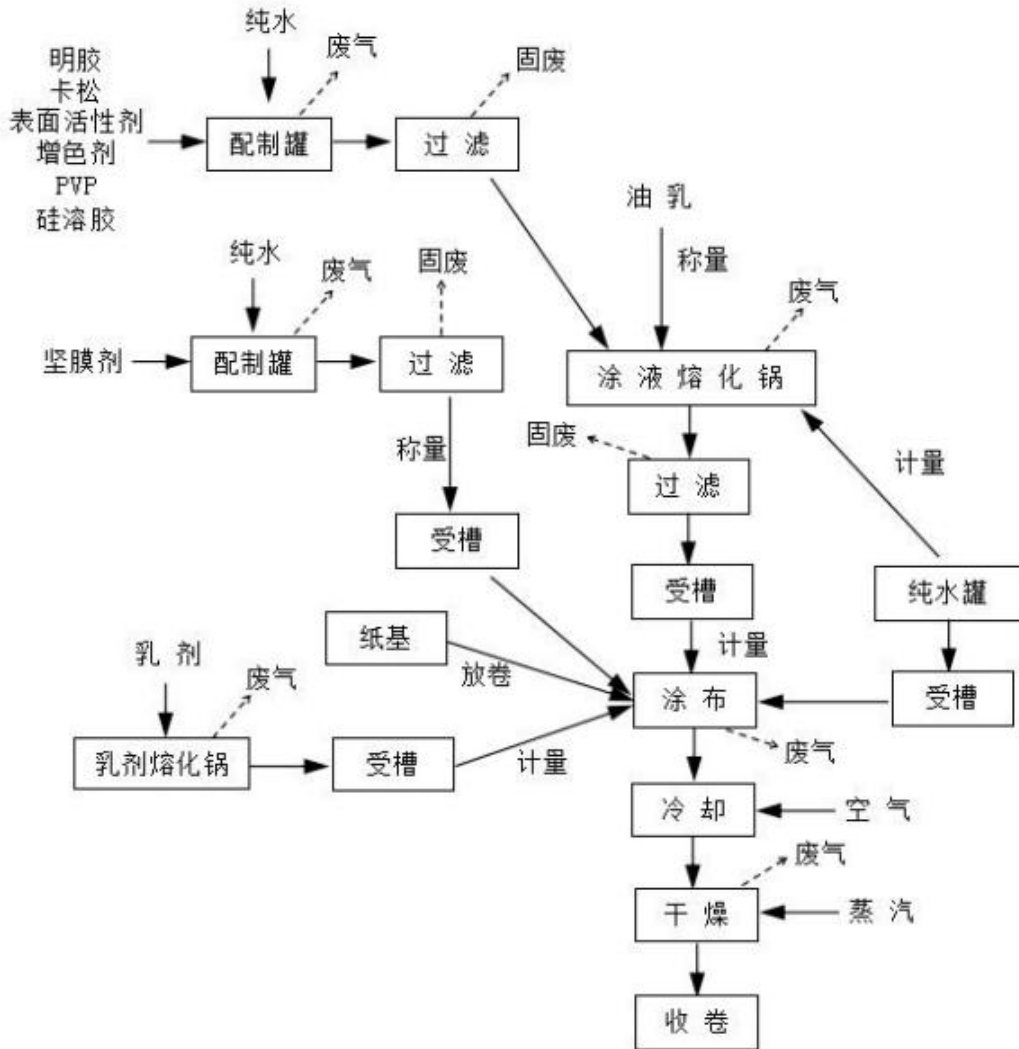 纯水
废气
固废
明胶
卡松
表面活性剂
增色剂
PVP
硅溶胶
配制罐
过 滤
油 乳
称量
纯水
废气
固废
废气
坚膜剂
配制罐
过 滤
涂 液 熔 化 锅
称量
固废
过 滤
计量
受槽
受槽
纯水罐
纸基
放卷
计量
乳 剂
废气
涂 布
受槽
乳剂熔化锅
受槽
计量
废气
冷 却
空 气
废气
干 燥
蒸 汽
收 卷